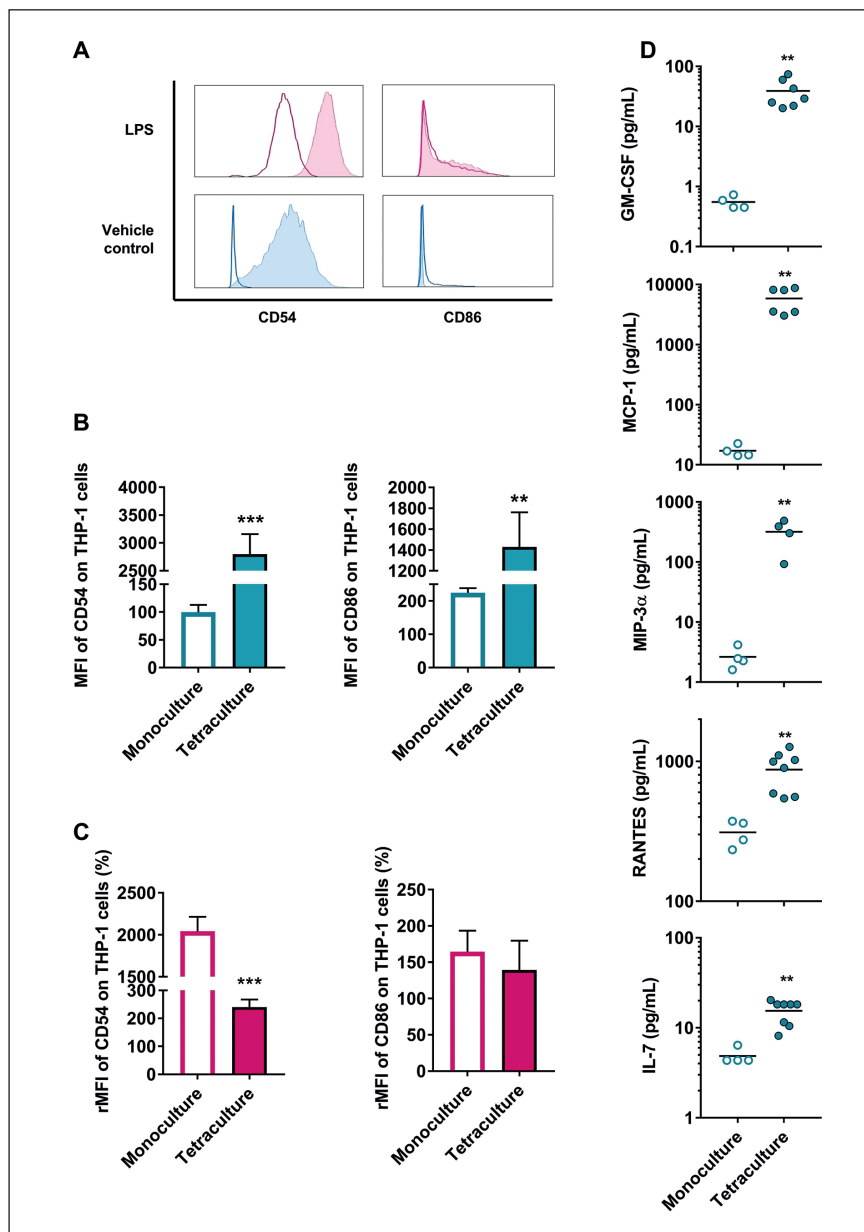 A
LPS
Vehicle
control
CD54
CD86
B
MFI of CD54 on THP-1 cells
4000
3500
3000
2500
150
100
50
0
***
Monoculture
Tetraculture
MFI of CD86 on THP-1 cells
2000
1800
1600
1400
1200
200
100
0
**
Monoculture
Tetraculture
C
rMFI of CD54 on THP-1 cells (%)
2500
2000
1500
300
200
100
0
***
Monoculture
Tetraculture
rMFI of CD86 on THP-1 cells (%)
250
200
150
100
50
0
Monoculture
Tetraculture
D
GM-CSF (pg/mL)
100
10
1
0.1
**
MCP-1 (pg/mL)
10000
1000
100
10
**
MIP-3α (pg/mL)
1000
100
10
1
**
RANTES (pg/mL)
1000
100
**
IL-7 (pg/mL)
100
10
1
**
Monoculture
Tetraculture